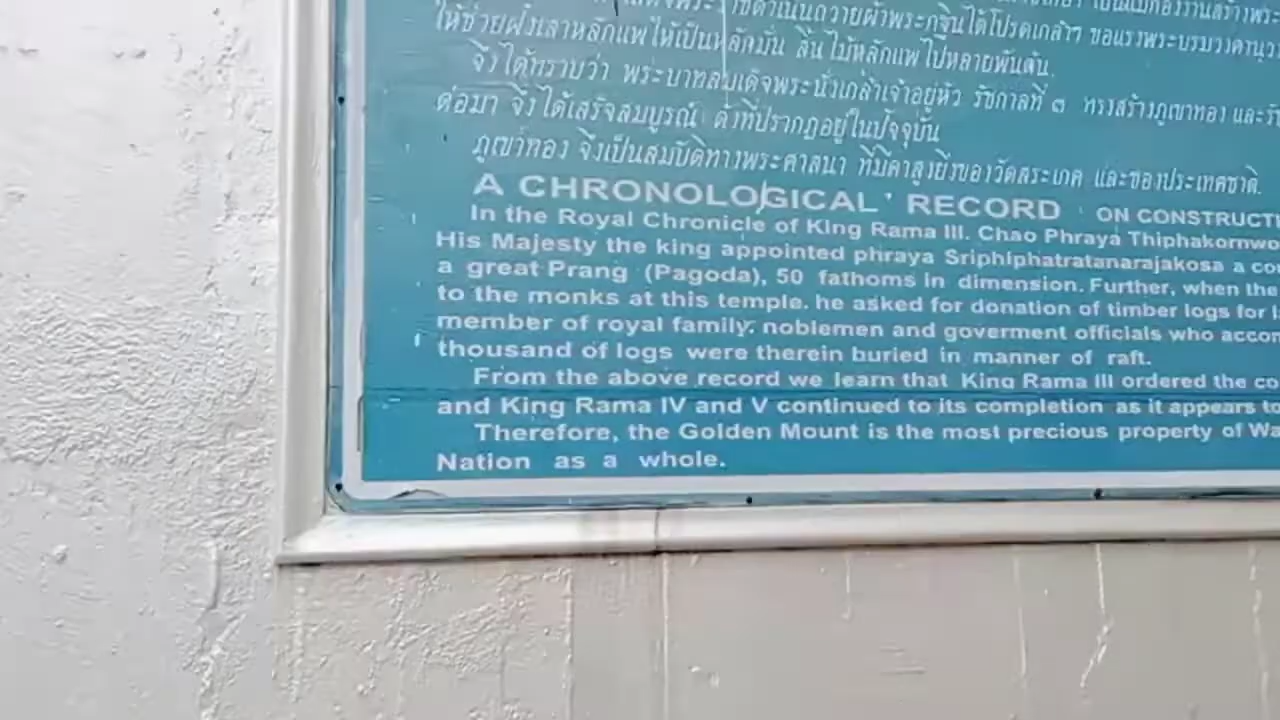 ให้ช่วยฝังเสาหลักแพให้เป็นหลักมั่น สิ้นไม้หลักแพไปหลายพันต้น.
จึงได้ทราบว่า พระบาทสมเด็จพระนั่งเกล้าเจ้าอยู่หัว รัชกาลที่ ๓ ทรงสร้างภูเขาทอง
ต่อมา จึงได้เสร็จสมบูรณ์ ดังที่ปรากฏอยู่ในปัจจุบัน
ภูเขาทอง จึงเป็นสมบัติทางพระศาสนา ที่มีค่าสูงยิ่งของวัดสระเกศ และของประเทศชาติ.
A CHRONOLOGICAL RECORD ON CONSTRUCTI
In the Royal Chronicle of King Rama III. Chao Phraya Thiphakornwo
His Majesty the king appointed phraya Sriphiphatratanarajakosa a co
a great Prang (Pagoda), 50 fathoms in dimension. Further, when the
to the monks at this temple. he asked for donation of timber logs for
member of royal family. noblemen and goverment officials who accom
thousand of logs were therein buried in manner of raft.
From the above record we learn that King Rama III ordered the co
and King Rama IV and V continued to its completion as it appears to
Therefore, the Golden Mount is the most precious property of Wa
Nation as a whole.